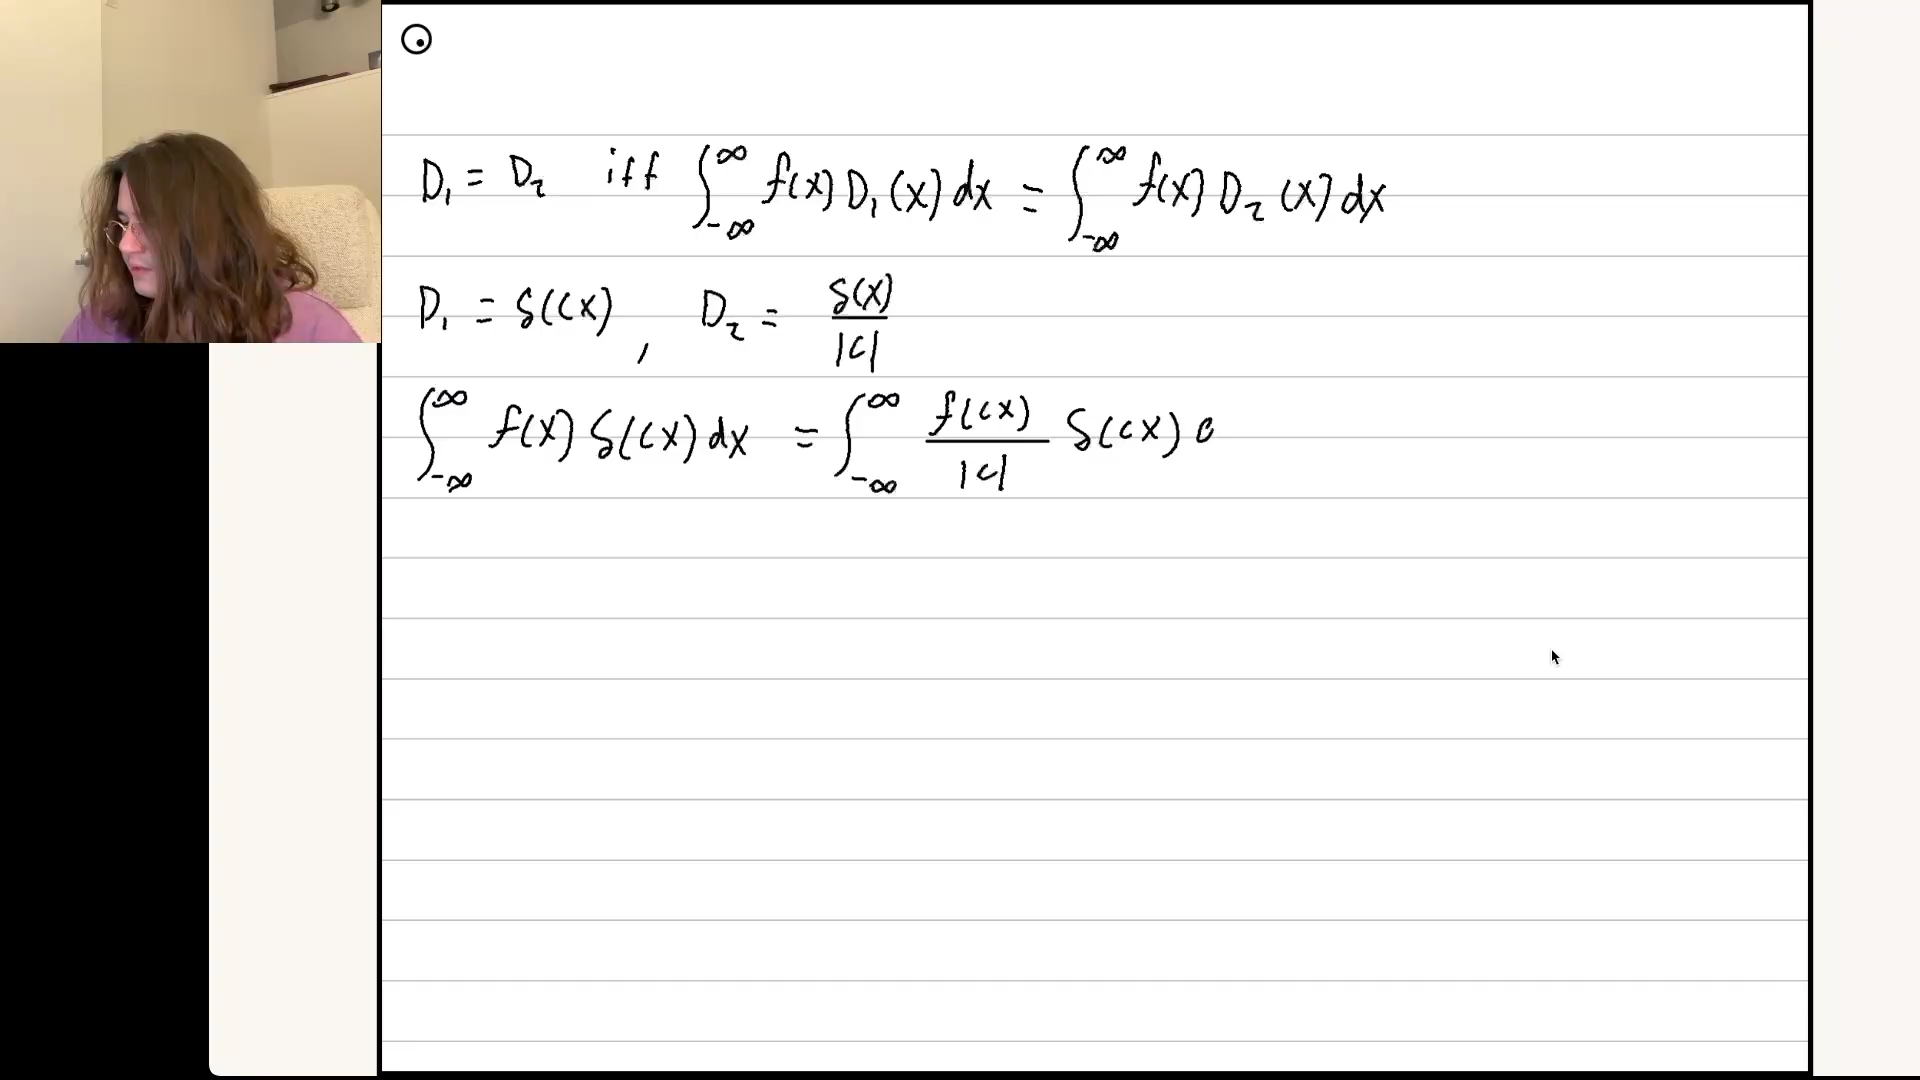 D₁ = D₂ iff ∫_{-∞}^{∞} f(x) D₁(x) dx = ∫_{-∞}^{∞} f(x) D₂(x) dx
D₁ = δ(cx), D₂ = δ(x)/|c|
∫_{-∞}^{∞} f(x) δ(cx) dx = ∫_{-∞}^{∞} f(cx)/|c| δ(cx)